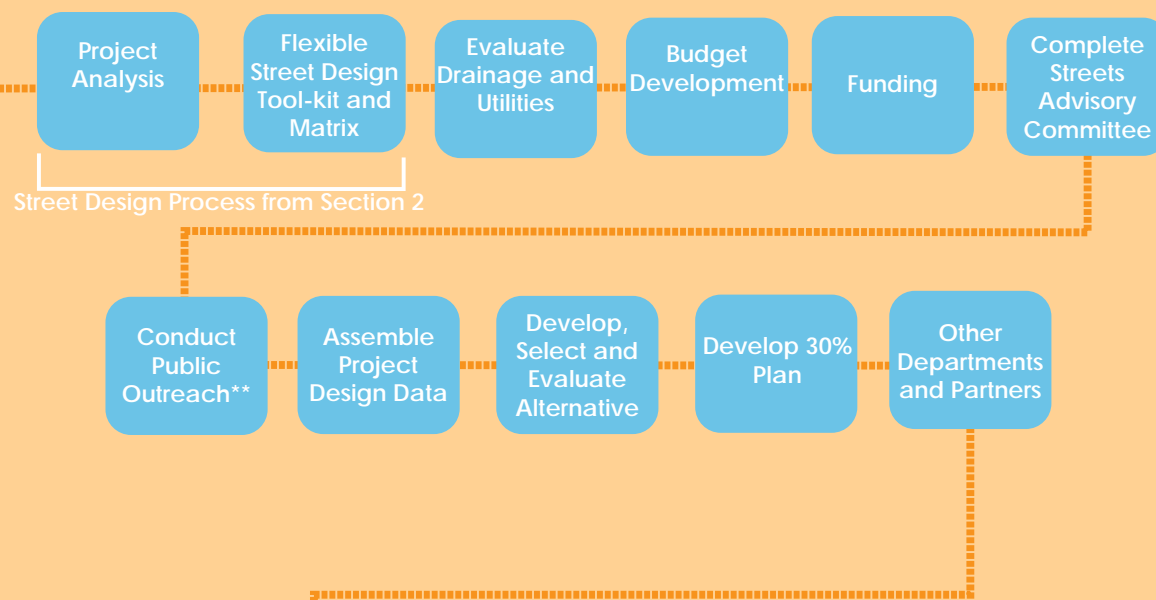 Project
Analysis
Flexible
Street Design
Tool-kit and
Matrix
Evaluate
Drainage and
Utilities
Budget
Development
Funding
Complete
Streets
Advisory
Committee
Street Design Process from Section 2
Conduct
Public
Outreach**
Assemble
Project
Design Data
Develop,
Select and
Evaluate
Alternative
Develop 30%
Plan
Other
Departments
and Partners